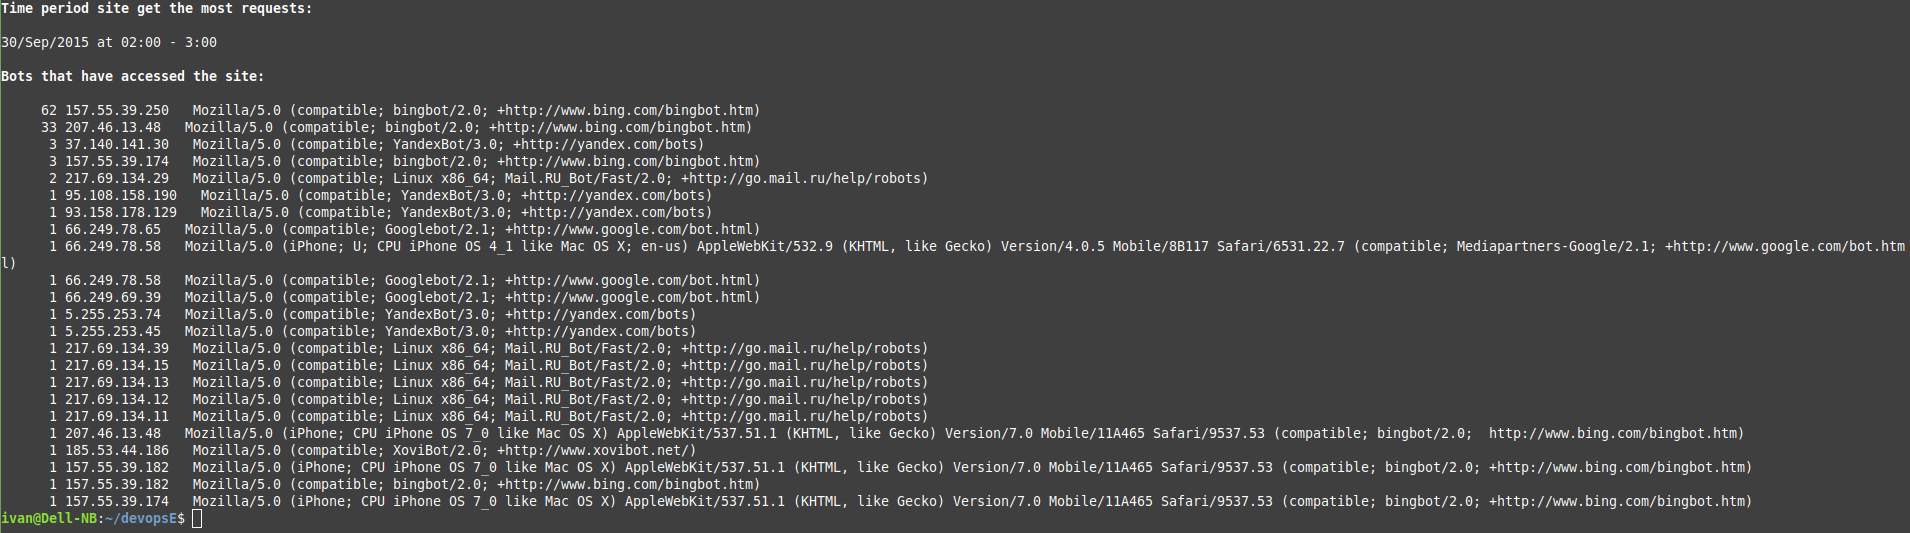 Time period site get the most requests:
30/Sep/2015 at 02:00 - 3:00
Bots that have accessed the site:
62 157.55.39.250   Mozilla/5.0 (compatible; bingbot/2.0; +http://www.bing.com/bingbot.htm)
33 207.46.13.48   Mozilla/5.0 (compatible; bingbot/2.0; +http://www.bing.com/bingbot.htm)
3 37.140.141.30   Mozilla/5.0 (compatible; YandexBot/3.0; +http://yandex.com/bots)
3 157.55.39.174   Mozilla/5.0 (compatible; bingbot/2.0; +http://www.bing.com/bingbot.htm)
2 217.69.134.29   Mozilla/5.0 (compatible; Linux x86_64; Mail.RU_Bot/Fast/2.0; +http://go.mail.ru/help/robots)
1 95.108.158.190   Mozilla/5.0 (compatible; YandexBot/3.0; +http://yandex.com/bots)
1 93.158.178.129   Mozilla/5.0 (compatible; YandexBot/3.0; +http://yandex.com/bots)
1 66.249.78.65   Mozilla/5.0 (compatible; Googlebot/2.1; +http://www.google.com/bot.html)
1 66.249.78.58   Mozilla/5.0 (iPhone; U; CPU iPhone OS 4_1 like Mac OS X; en-us) AppleWebKit/532.9 (KHTML, like Gecko) Version/4.0.5 Mobile/8B117 Safari/6531.22.7 (compatible; Mediapartners-Google/2.1; +http://www.google.com/bot.htm
l)
1 66.249.78.58   Mozilla/5.0 (compatible; Googlebot/2.1; +http://www.google.com/bot.html)
1 66.249.69.39   Mozilla/5.0 (compatible; Googlebot/2.1; +http://www.google.com/bot.html)
1 5.255.253.74   Mozilla/5.0 (compatible; YandexBot/3.0; +http://yandex.com/bots)
1 5.255.253.45   Mozilla/5.0 (compatible; YandexBot/3.0; +http://yandex.com/bots)
1 217.69.134.39   Mozilla/5.0 (compatible; Linux x86_64; Mail.RU_Bot/Fast/2.0; +http://go.mail.ru/help/robots)
1 217.69.134.15   Mozilla/5.0 (compatible; Linux x86_64; Mail.RU_Bot/Fast/2.0; +http://go.mail.ru/help/robots)
1 217.69.134.13   Mozilla/5.0 (compatible; Linux x86_64; Mail.RU_Bot/Fast/2.0; +http://go.mail.ru/help/robots)
1 217.69.134.12   Mozilla/5.0 (compatible; Linux x86_64; Mail.RU_Bot/Fast/2.0; +http://go.mail.ru/help/robots)
1 217.69.134.11   Mozilla/5.0 (compatible; Linux x86_64; Mail.RU_Bot/Fast/2.0; +http://go.mail.ru/help/robots)
1 207.46.13.48   Mozilla/5.0 (iPhone; CPU iPhone OS 7_0 like Mac OS X) AppleWebKit/537.51.1 (KHTML, like Gecko) Version/7.0 Mobile/11A465 Safari/9537.53 (compatible; bingbot/2.0;  http://www.bing.com/bingbot.htm)
1 185.53.44.186   Mozilla/5.0 (compatible; XoviBot/2.0; +http://www.xovibot.net/)
1 157.55.39.182   Mozilla/5.0 (iPhone; CPU iPhone OS 7_0 like Mac OS X) AppleWebKit/537.51.1 (KHTML, like Gecko) Version/7.0 Mobile/11A465 Safari/9537.53 (compatible; bingbot/2.0; +http://www.bing.com/bingbot.htm)
1 157.55.39.182   Mozilla/5.0 (compatible; bingbot/2.0; +http://www.bing.com/bingbot.htm)
1 157.55.39.174   Mozilla/5.0 (iPhone; CPU iPhone OS 7_0 like Mac OS X) AppleWebKit/537.51.1 (KHTML, like Gecko) Version/7.0 Mobile/11A465 Safari/9537.53 (compatible; bingbot/2.0; +http://www.bing.com/bingbot.htm)
ivan@Dell-NB:~/devopsE$